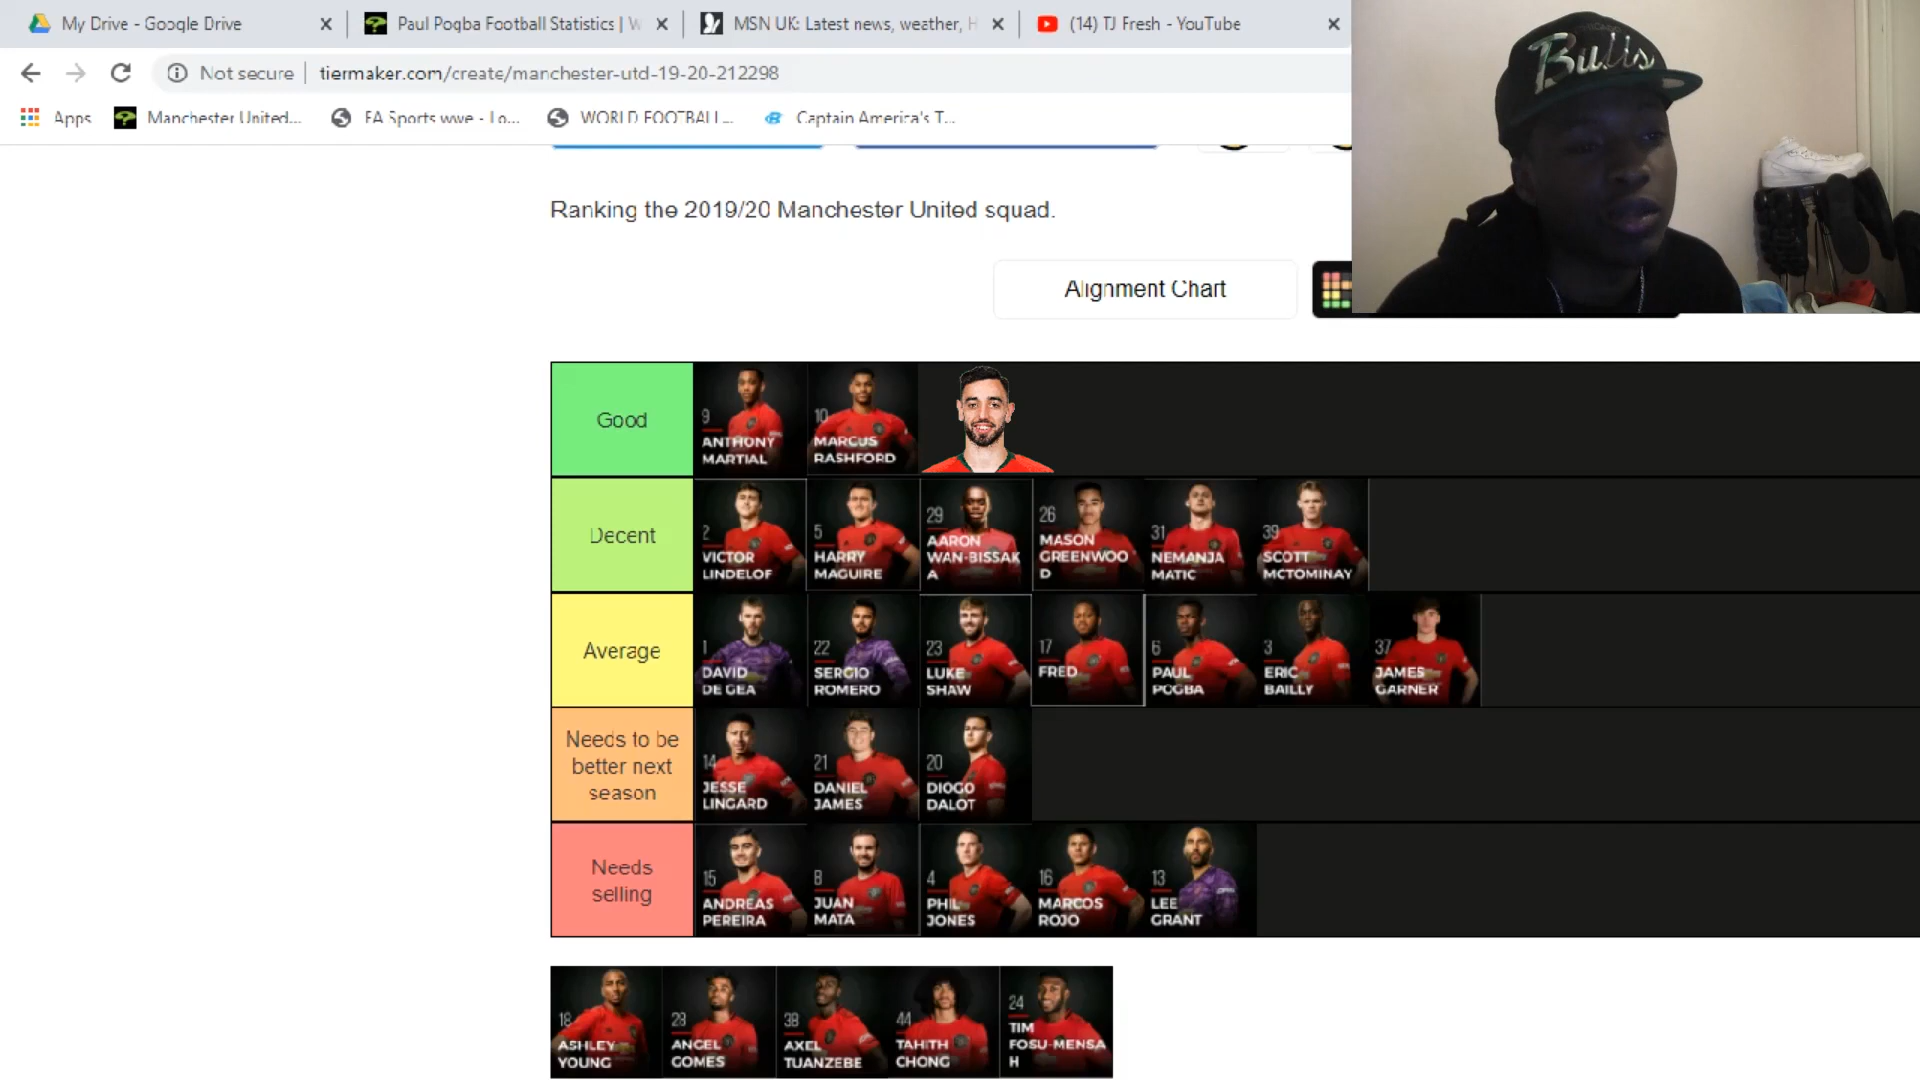 My Drive - Google Drive
Paul Pogba Football Statistics | W
MSN UK: Latest news, weather, H
(14) TJ Fresh - YouTube
Not secure
tiermaker.com/create/manchester-utd-19-20-212298
Apps
Manchester United...
EA Sports wwe - Lo...
WORLD FOOTBALL...
Captain America's T...
Bulls
Ranking the 2019/20 Manchester United squad.
Alignment Chart
Good
9
ANTHONY
MARTIAL
10
MARCUS
RASHFORD
Decent
2
VICTOR
LINDELOF
5
HARRY
MAGUIRE
29
AARON
WAN-BISSAK
A
26
MASON
GREENWOO
D
31
NEMANJA
MATIC
39
SCOTT
MCTOMINAY
Average
1
DAVID
DE GEA
22
SERGIO
ROMERO
23
LUKE
SHAW
17
FRED
6
PAUL
POGBA
3
ERIC
BAILLY
37
JAMES
GARNER
Needs to be
better next
season
14
JESSE
LINGARD
21
DANIEL
JAMES
20
DIOGO
DALOT
Needs
selling
15
ANDREAS
PEREIRA
8
JUAN
MATA
4
PHIL
JONES
16
MARCOS
ROJO
13
LEE
GRANT
18
ASHLEY
YOUNG
28
ANGEL
GOMES
38
AXEL
TUANZEBE
44
TAHITH
CHONG
24
TIM
FOSU-MENSA
H